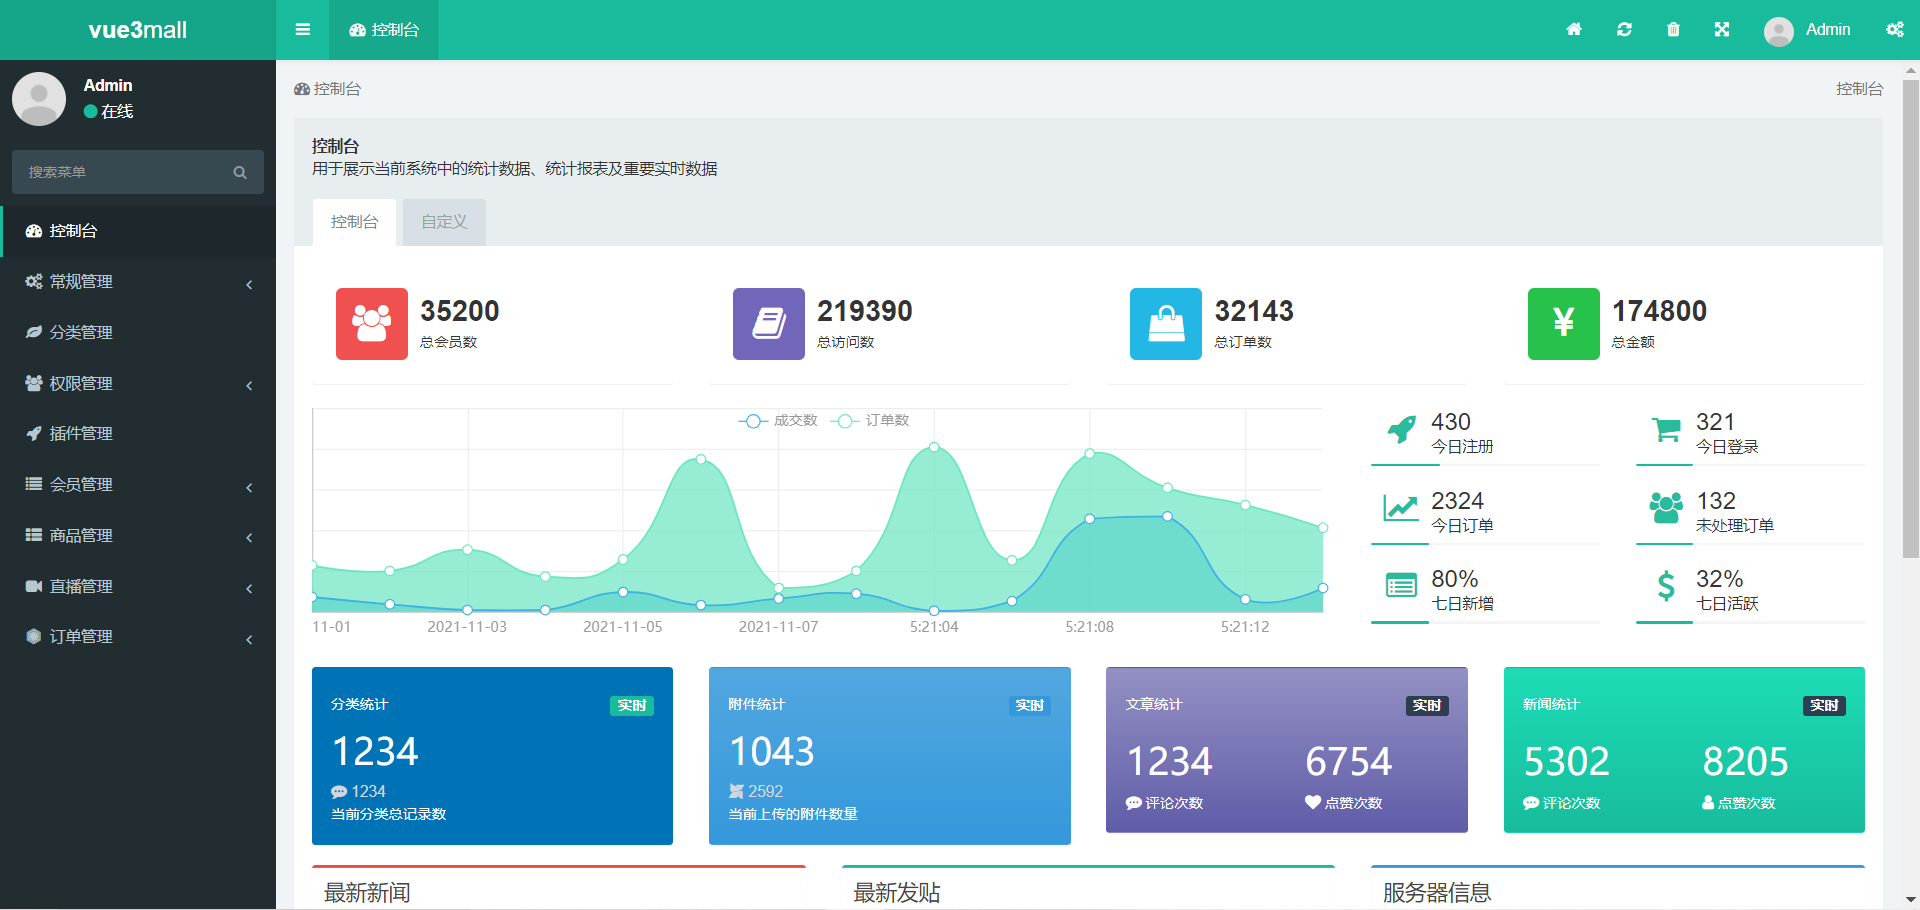 vue3mall
控制台
Admin
Admin
在线
搜索菜单
控制台
常规管理
分类管理
权限管理
插件管理
会员管理
商品管理
直播管理
订单管理
控制台
控制台
控制台
用于展示当前系统中的统计数据、统计报表及重要实时数据
控制台
自定义
35200
总会员数
219390
总访问数
32143
总订单数
174800
总金额
成交数
订单数
11-01
2021-11-03
2021-11-05
2021-11-07
5:21:04
5:21:08
5:21:12
430
今日注册
321
今日登录
2324
今日订单
132
未处理订单
80%
七日新增
32%
七日活跃
分类统计
实时
1234
1234
当前分类总记录数
附件统计
实时
1043
2592
当前上传的附件数量
文章统计
实时
1234
6754
评论次数
点赞次数
新闻统计
实时
5302
8205
评论次数
点赞次数
最新新闻
最新发贴
服务器信息